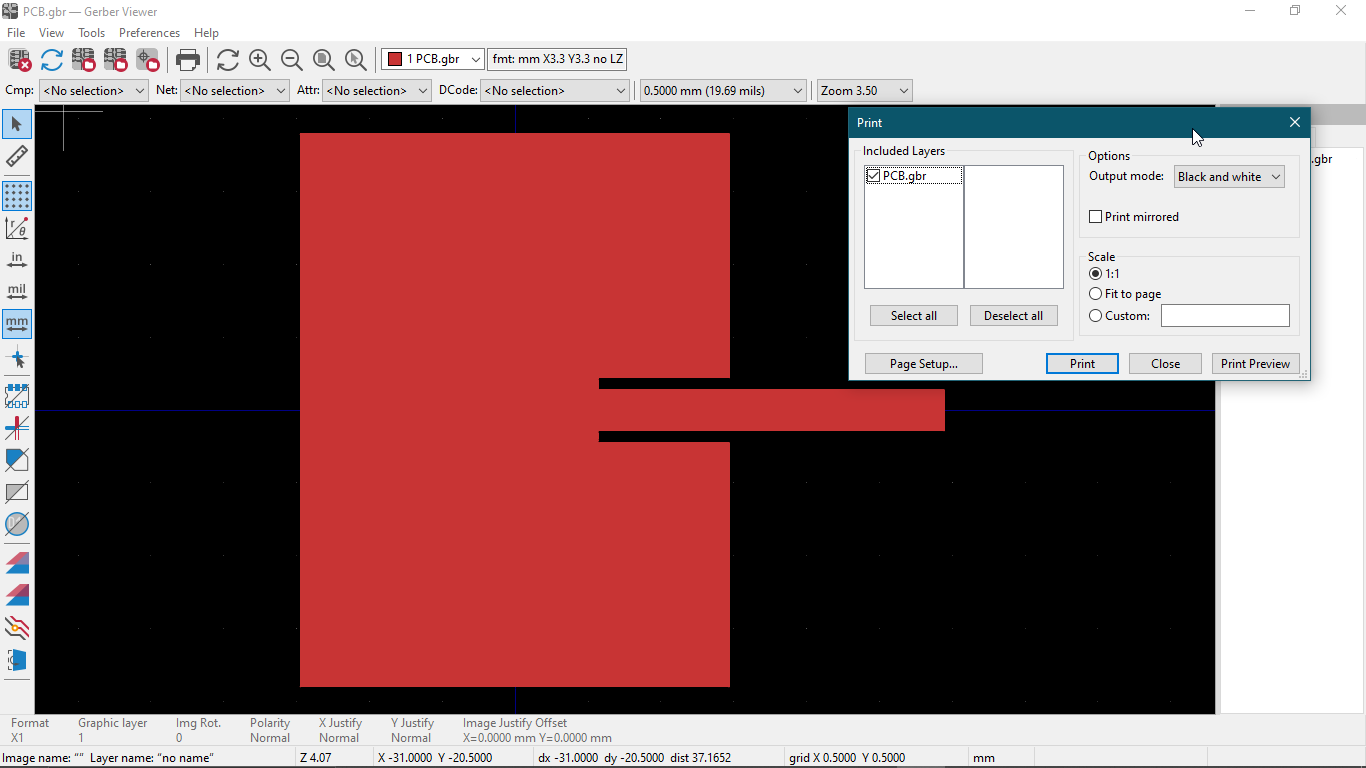 PCB.gbr — Gerber Viewer
File View Tools Preferences Help
1 PCB.gbr fmt: mm X3.3 Y3.3 no LZ
Cmp: <No selection> Net: <No selection> Attr: <No selection> DCode: <No selection> 0.5000 mm (19.69 mils) Zoom 3.50
in
mil
mm
Print
Included Layers
PCB.gbr
Select all Deselect all
Options
Output mode: Black and white
Print mirrored
Scale
1:1
Fit to page
Custom:
Page Setup... Print Close Print Preview
.gbr
Format Graphic layer Img Rot. Polarity X Justify Y Justify Image Justify Offset
X1 1 0 Normal Normal Normal X=0.0000 mm Y=0.0000 mm
Image name: "" Layer name: "no name" Z 4.07 X -31.0000 Y -20.5000 dx -31.0000 dy -20.5000 dist 37.1652 grid X 0.5000 Y 0.5000 mm